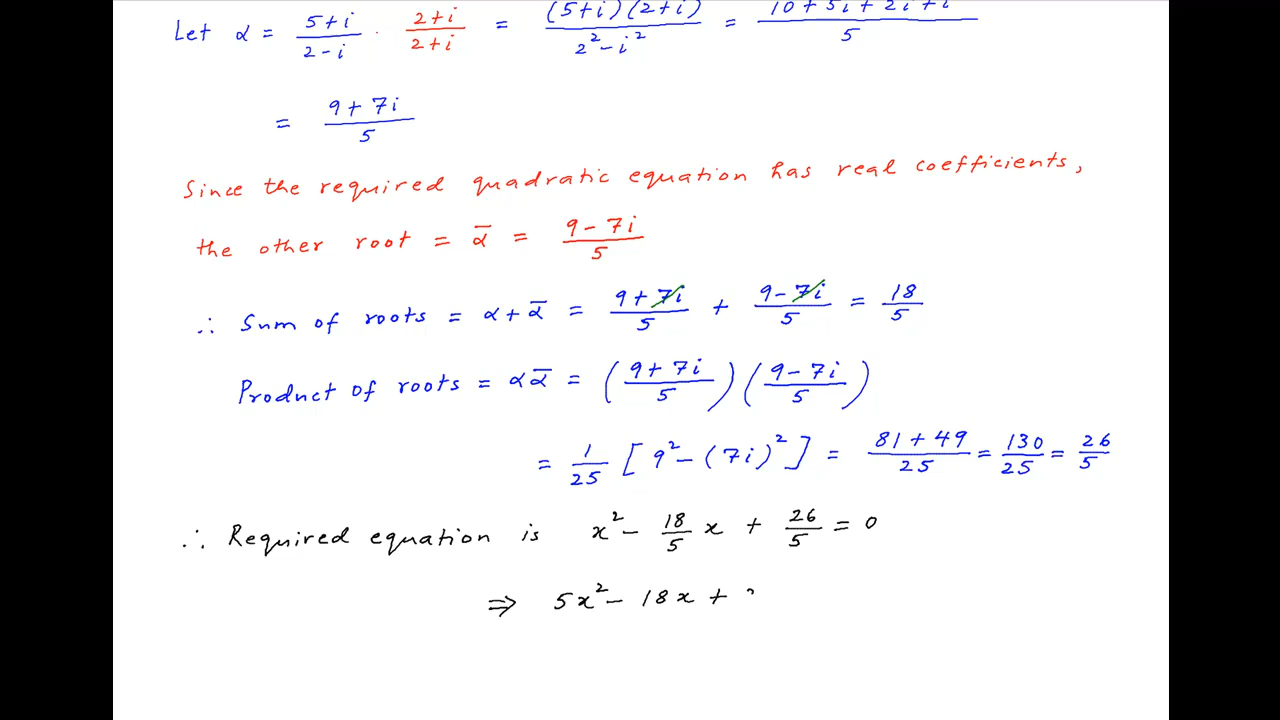 Let α = 5+i / 2-i · 2+i / 2+i = (5+i)(2+i) / 2² - i² = 10 + 5i + 2i + i / 5
= 9 + 7i / 5
Since the required quadratic equation has real coefficients,
the other root = ᾱ = 9 - 7i / 5
∴ Sum of roots = α + ᾱ = 9 + 7i / 5 + 9 - 7i / 5 = 18 / 5
Product of roots = αᾱ = (9 + 7i / 5)(9 - 7i / 5)
= 1 / 25 [9² - (7i)²] = 81 + 49 / 25 = 130 / 25 = 26 / 5
∴ Required equation is x² - 18/5 x + 26/5 = 0
⇒ 5x² - 18x +